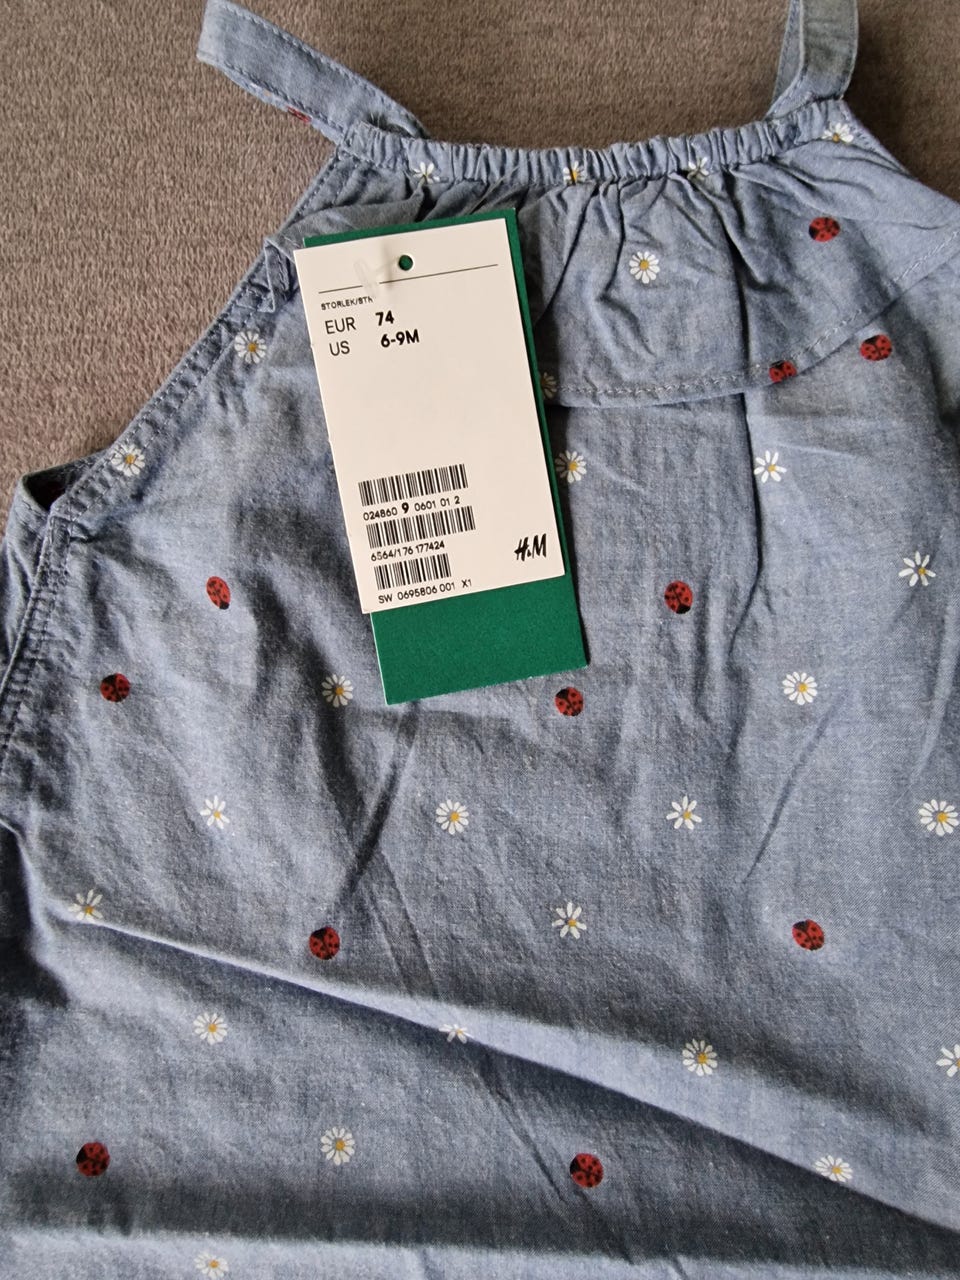 STORLEK/STR
EUR 74
US 6-9M
024860 9 0601 01 2
6564/176 177424
H&M
SW 0695806 001 X1